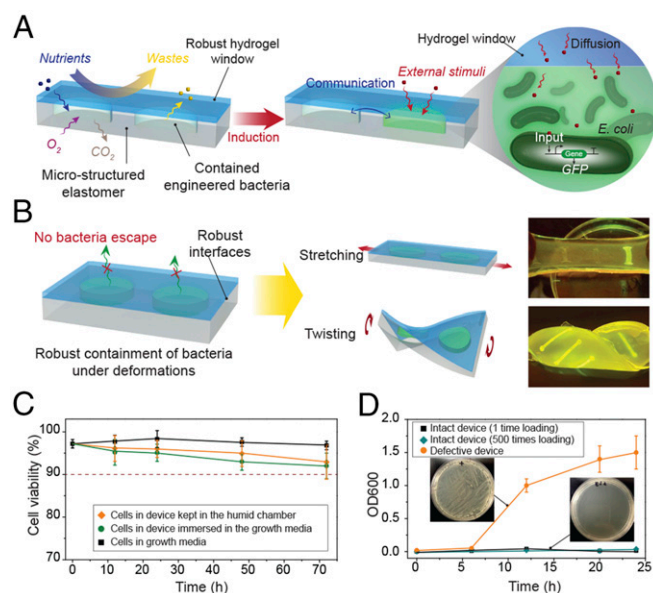 A
Nutrients
Wastes
Robust hydrogel
window
O2
CO2
Micro-structured
elastomer
Contained
engineered bacteria
Induction
Communication
External stimuli
Hydrogel window
Diffusion
E. coli
Input
Gene
GFP
B
No bacteria escape
Robust
interfaces
Robust containment of bacteria
under deformations
Stretching
Twisting
C
Cell viability (%)
100
90
80
70
Cells in device kept in the humid chamber
Cells in device immersed in the growth media
Cells in growth media
0 10 20 30 40 50 60 70
Time (h)
D
OD600
2.0
1.5
1.0
0.5
0.0
Intact device (1 time loading)
Intact device (500 times loading)
Defective device
0 5 10 15 20 25
Time (h)